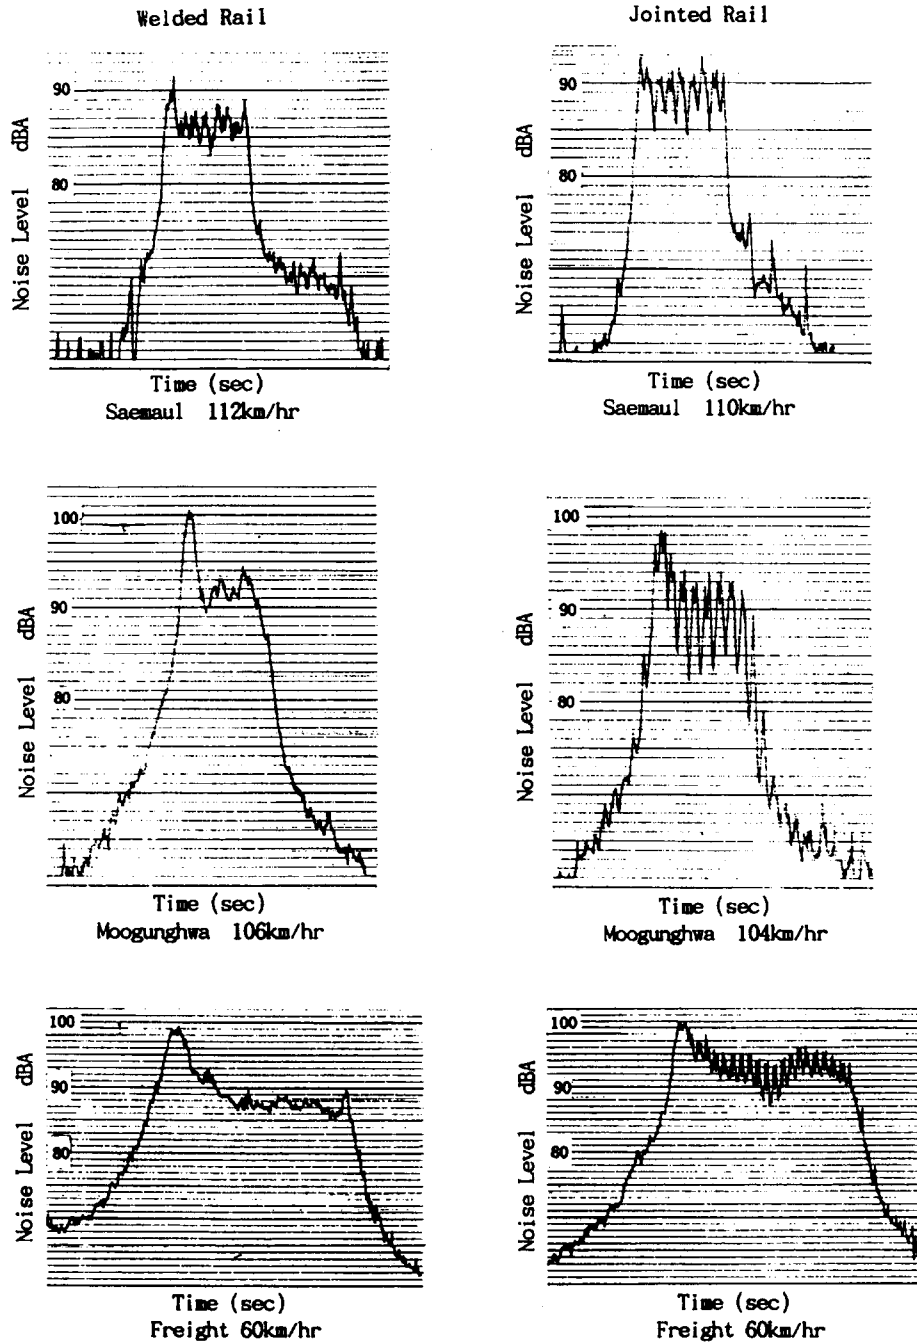 Welded Rail
Jointed Rail
90
80
Noise Level dBA
Time (sec)
Saemaul 112km/hr
90
80
Noise Level dBA
Time (sec)
Saemaul 110km/hr
100
90
80
Noise Level dBA
Time (sec)
Moogunghwa 106km/hr
100
90
80
Noise Level dBA
Time (sec)
Moogunghwa 104km/hr
100
90
80
Noise Level dBA
Time (sec)
Freight 60km/hr
100
90
80
Noise Level dBA
Time (sec)
Freight 60km/hr